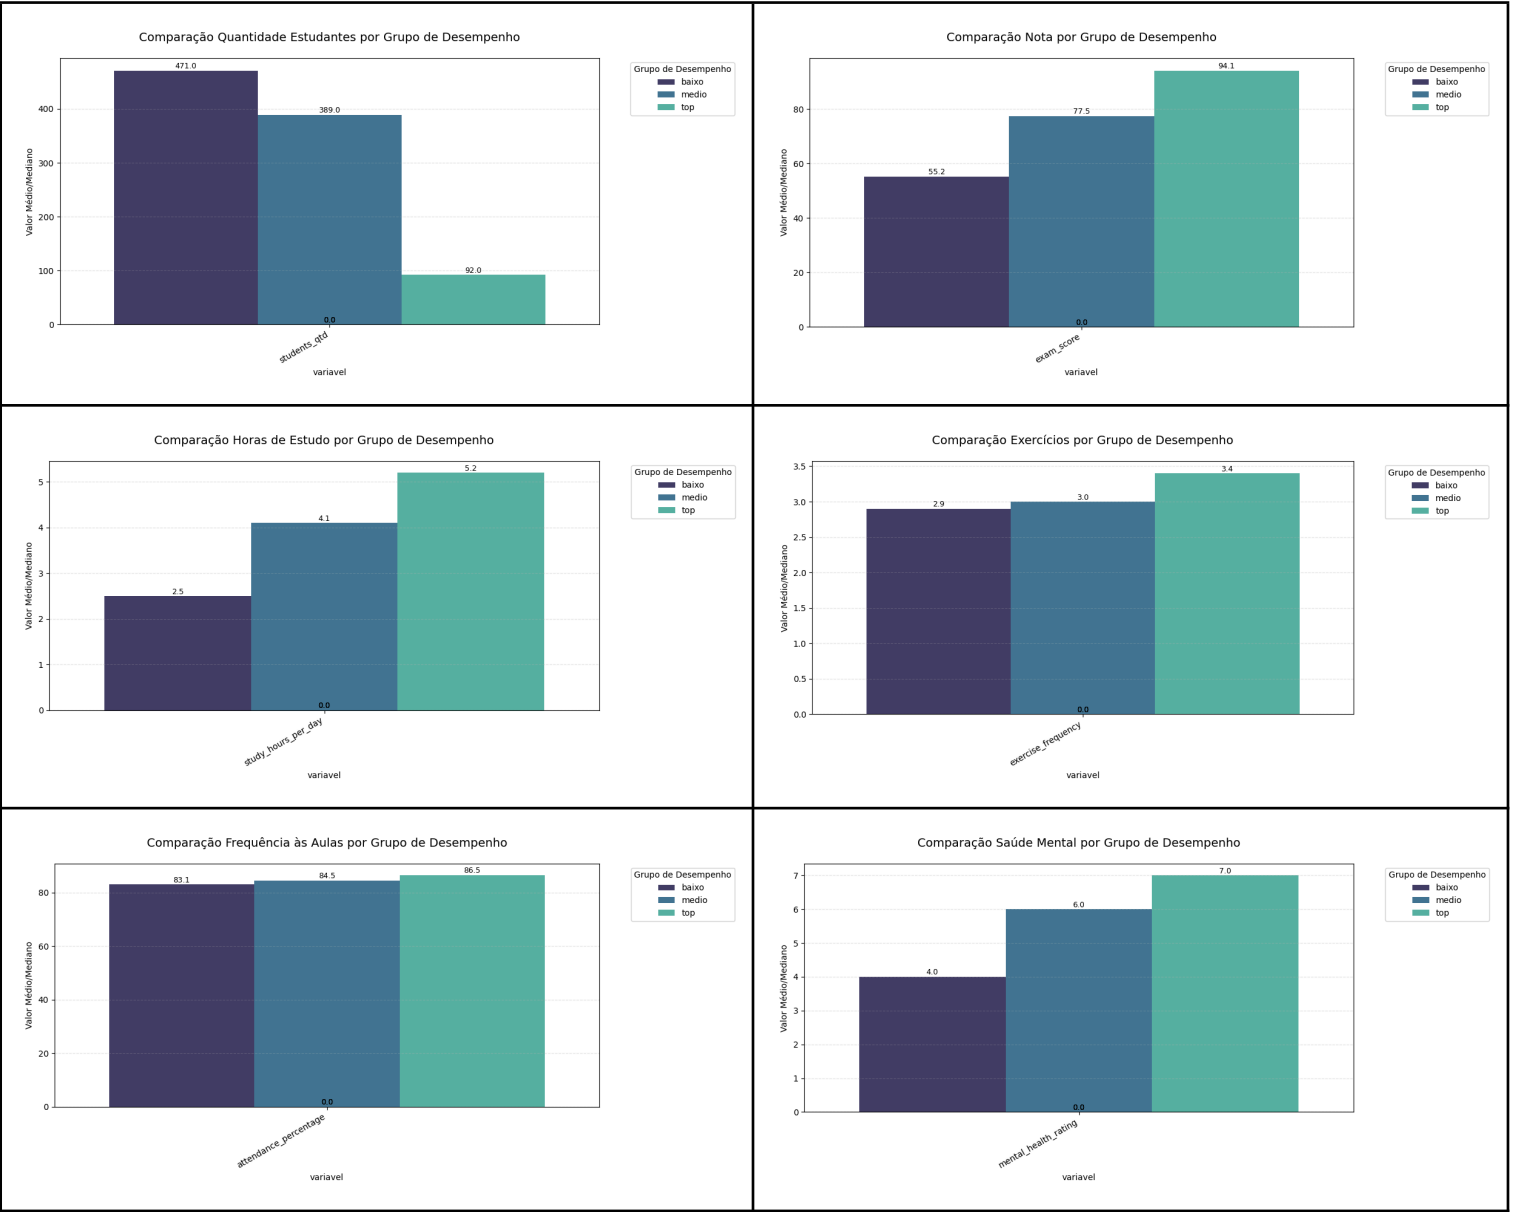 Comparação Quantidade Estudantes por Grupo de Desempenho
Valor Médio/Mediano
400
300
200
100
0
471.0
389.0
92.0
0.0
students_qtd
variavel
Grupo de Desempenho
baixo
medio
top
Comparação Nota por Grupo de Desempenho
Valor Médio/Mediano
80
60
40
20
0
55.2
77.5
94.1
0.0
exam_score
variavel
Grupo de Desempenho
baixo
medio
top
Comparação Horas de Estudo por Grupo de Desempenho
Valor Médio/Mediano
5
4
3
2
1
0
2.5
4.1
5.2
0.0
study_hours_per_day
variavel
Grupo de Desempenho
baixo
medio
top
Comparação Exercícios por Grupo de Desempenho
Valor Médio/Mediano
3.5
3.0
2.5
2.0
1.5
1.0
0.5
0.0
2.9
3.0
3.4
0.0
exercise_frequency
variavel
Grupo de Desempenho
baixo
medio
top
Comparação Frequência às Aulas por Grupo de Desempenho
Valor Médio/Mediano
80
60
40
20
0
83.1
84.5
86.5
0.0
attendance_percentage
variavel
Grupo de Desempenho
baixo
medio
top
Comparação Saúde Mental por Grupo de Desempenho
Valor Médio/Mediano
7
6
5
4
3
2
1
0
4.0
6.0
7.0
0.0
mental_health_rating
variavel
Grupo de Desempenho
baixo
medio
top